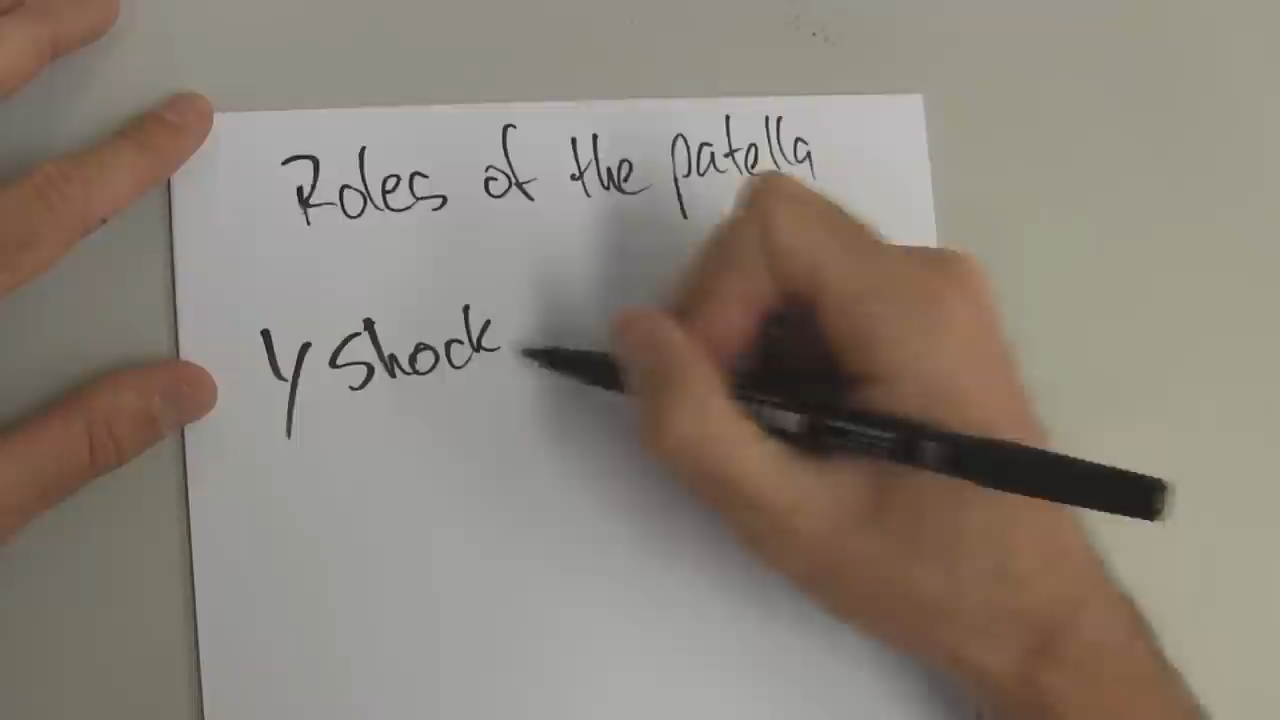 Roles of the patella
1/ Shock